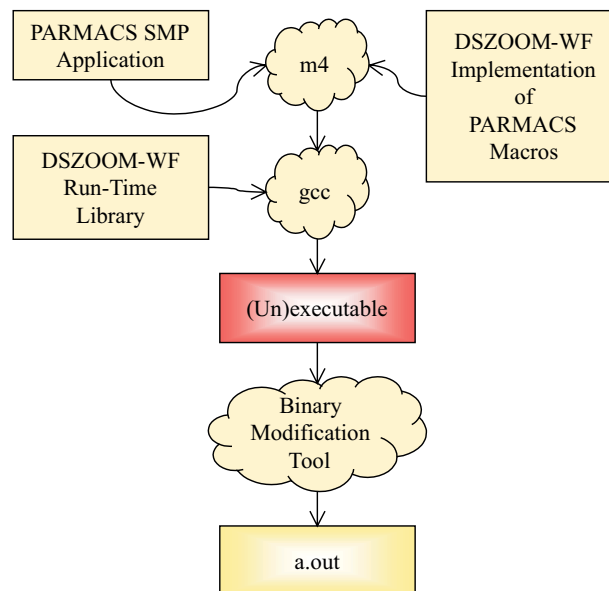 PARMACS SMP
Application
m4
DSZOOM-WF
Implementation
of
PARMACS
Macros
DSZOOM-WF
Run-Time
Library
gcc
(Un)executable
Binary
Modification
Tool
a.out